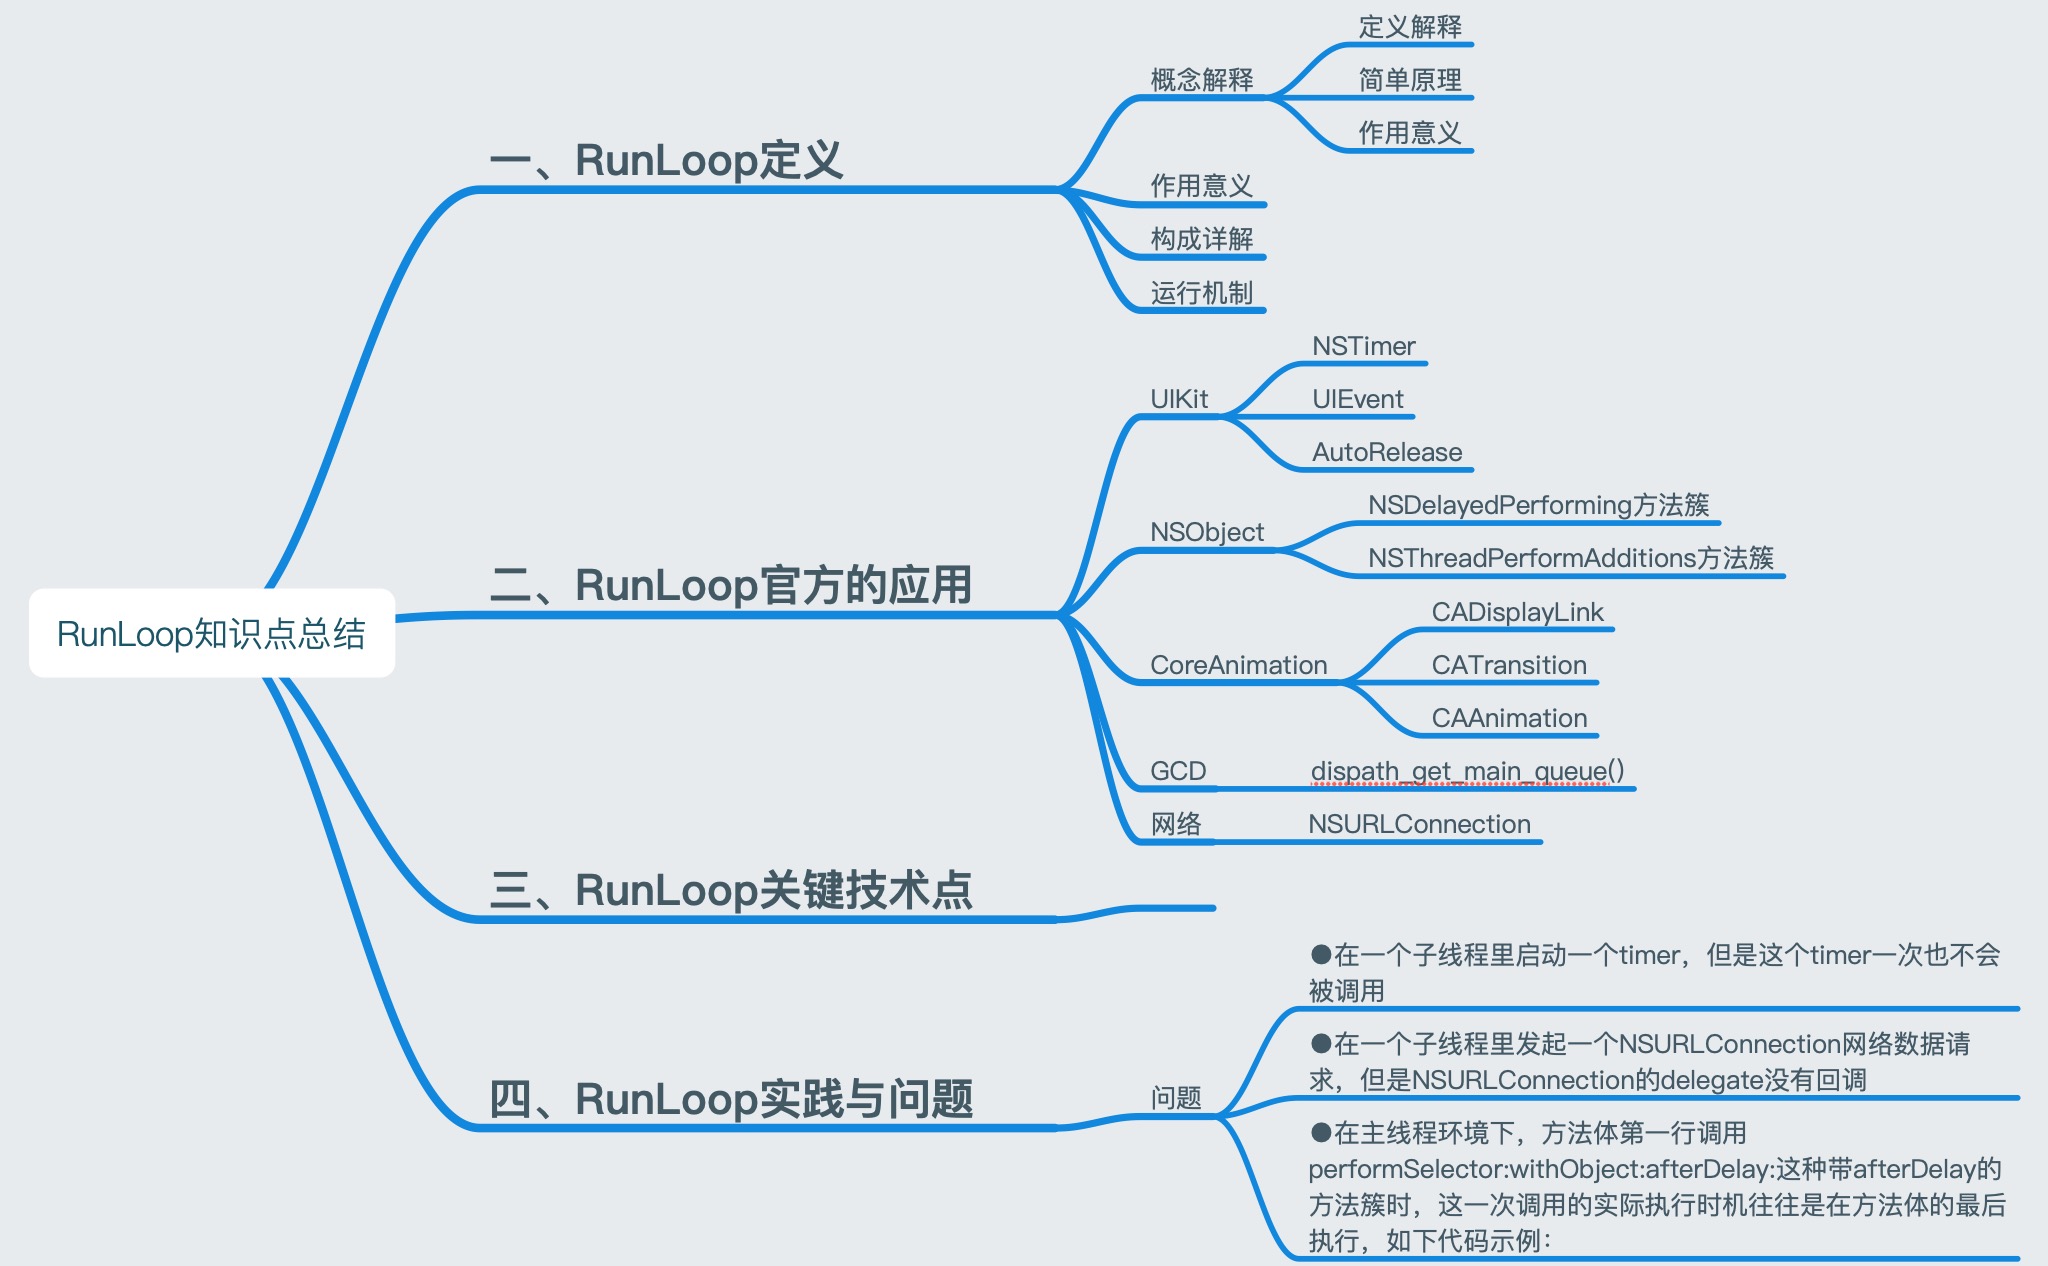 RunLoop知识点总结
一、RunLoop定义
概念解释
定义解释
简单原理
作用意义
作用意义
构成详解
运行机制
二、RunLoop官方的应用
UIKit
NSTimer
UIEvent
AutoRelease
NSObject
NSDelayedPerforming方法簇
NSThreadPerformAdditions方法簇
CoreAnimation
CADisplayLink
CATransition
CAAnimation
GCD
dispath_get_main_queue()
网络
NSURLConnection
三、RunLoop关键技术点
四、RunLoop实践与问题
问题
●在一个子线程里启动一个timer，但是这个timer一次也不会
被调用
●在一个子线程里发起一个NSURLConnection网络数据请
求，但是NSURLConnection的delegate没有回调
●在主线程环境下，方法体第一行调用
performSelector:withObject:afterDelay:这种带afterDelay的
方法簇时，这一次调用的实际执行时机往往是在方法体的最后
执行，如下代码示例：